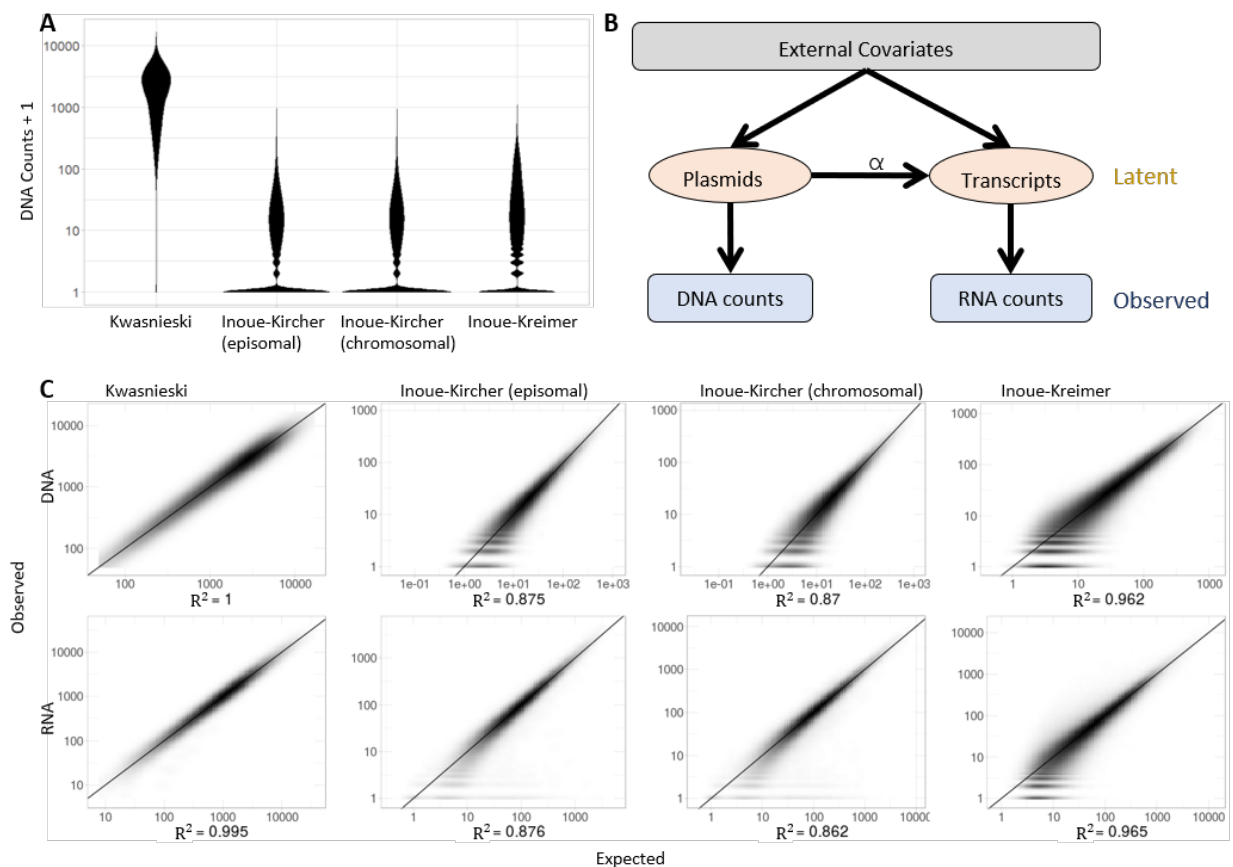 A
DNA Counts + 1
10000
1000
100
10
1
Kwasnieski
Inoue-Kircher
(episomal)
Inoue-Kircher
(chromosomal)
Inoue-Kreimer
B
External Covariates
Plasmids
α
Transcripts
Latent
DNA counts
RNA counts
Observed
C
Kwasnieski
Inoue-Kircher (episomal)
Inoue-Kircher (chromosomal)
Inoue-Kreimer
Observed
DNA
10000
1000
100
100
1000
10000
R² = 1
1000
100
10
1
1e-01
1e+00
1e+01
1e+02
1e+03
R² = 0.875
1000
100
10
1
1e-01
1e+00
1e+01
1e+02
1e+03
R² = 0.87
1000
100
10
1
1
10
100
1000
R² = 0.962
RNA
10000
1000
100
10
10
100
1000
10000
R² = 0.995
1000
100
10
1
1
10
100
1000
R² = 0.876
10000
1000
100
10
1
1
10
100
1000
10000
R² = 0.862
10000
1000
100
10
1
1
10
100
1000
10000
R² = 0.965
Expected